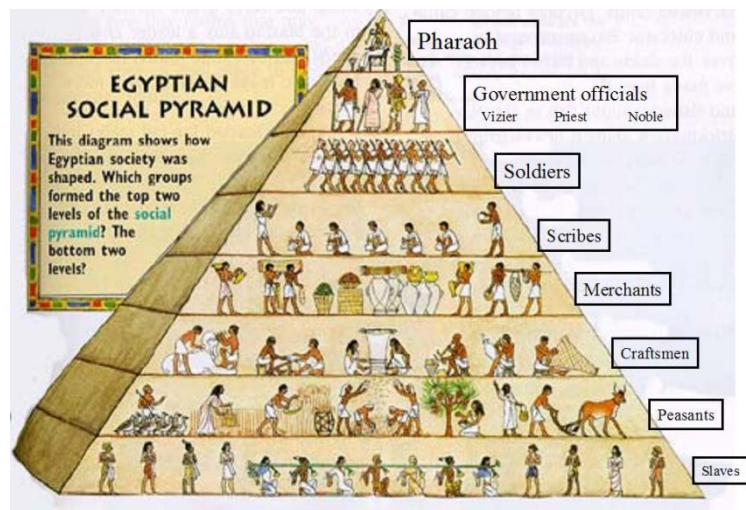 EGYPTIAN
SOCIAL PYRAMID
This diagram shows how
Egyptian society was
shaped. Which groups
formed the top two
levels of the social
pyramid? The
bottom two
levels?
Pharaoh
Government officials
Vizier Priest Noble
Soldiers
Scribes
Merchants
Craftsmen
Peasants
Slaves